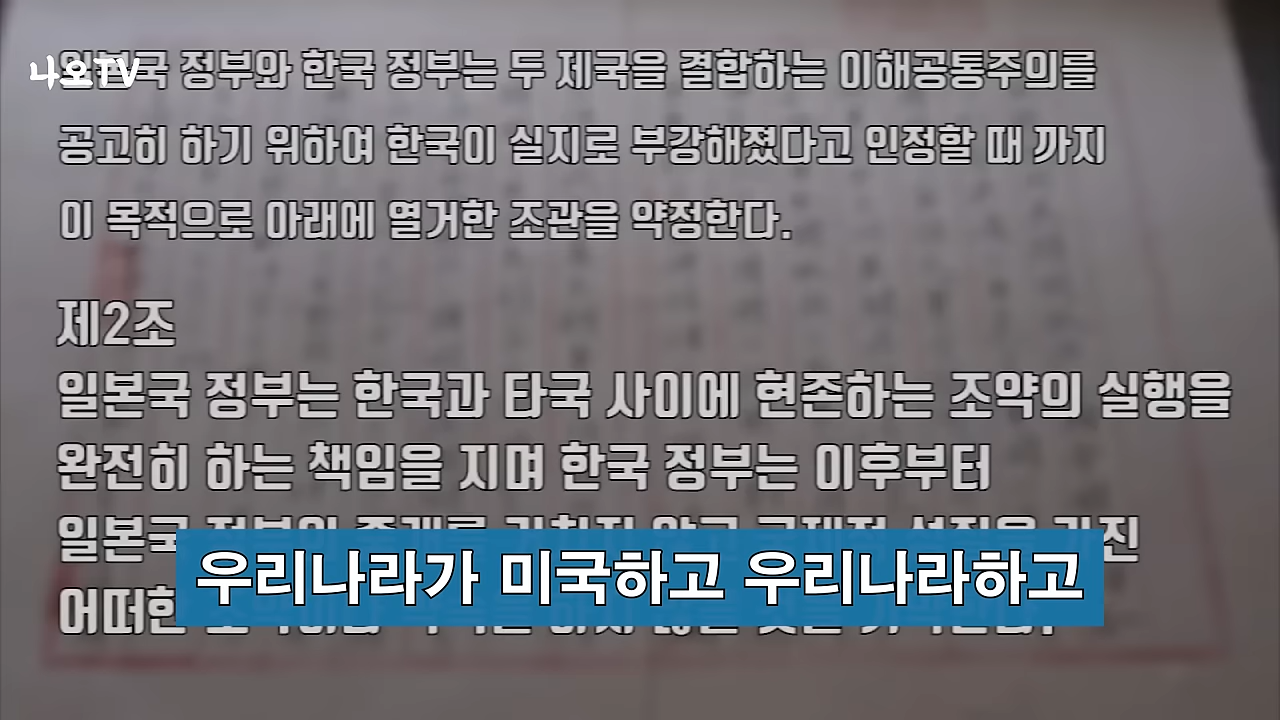 나오TV
정부와 한국 정부는 두 제국을 결합하는 이해공통주의를
공고히 하기 위하여 한국이 실지로 부강해졌다고 인정할 때 까지
이 목적으로 아래에 열거한 조관을 약정한다.
제2조
일본국 정부는 한국과 타국 사이에 현존하는 조약의 실행을
완전히 하는 책임을 지며 한국 정부는 이후부터
일본국
어떠한
우리나라가 미국하고 우리나라하고